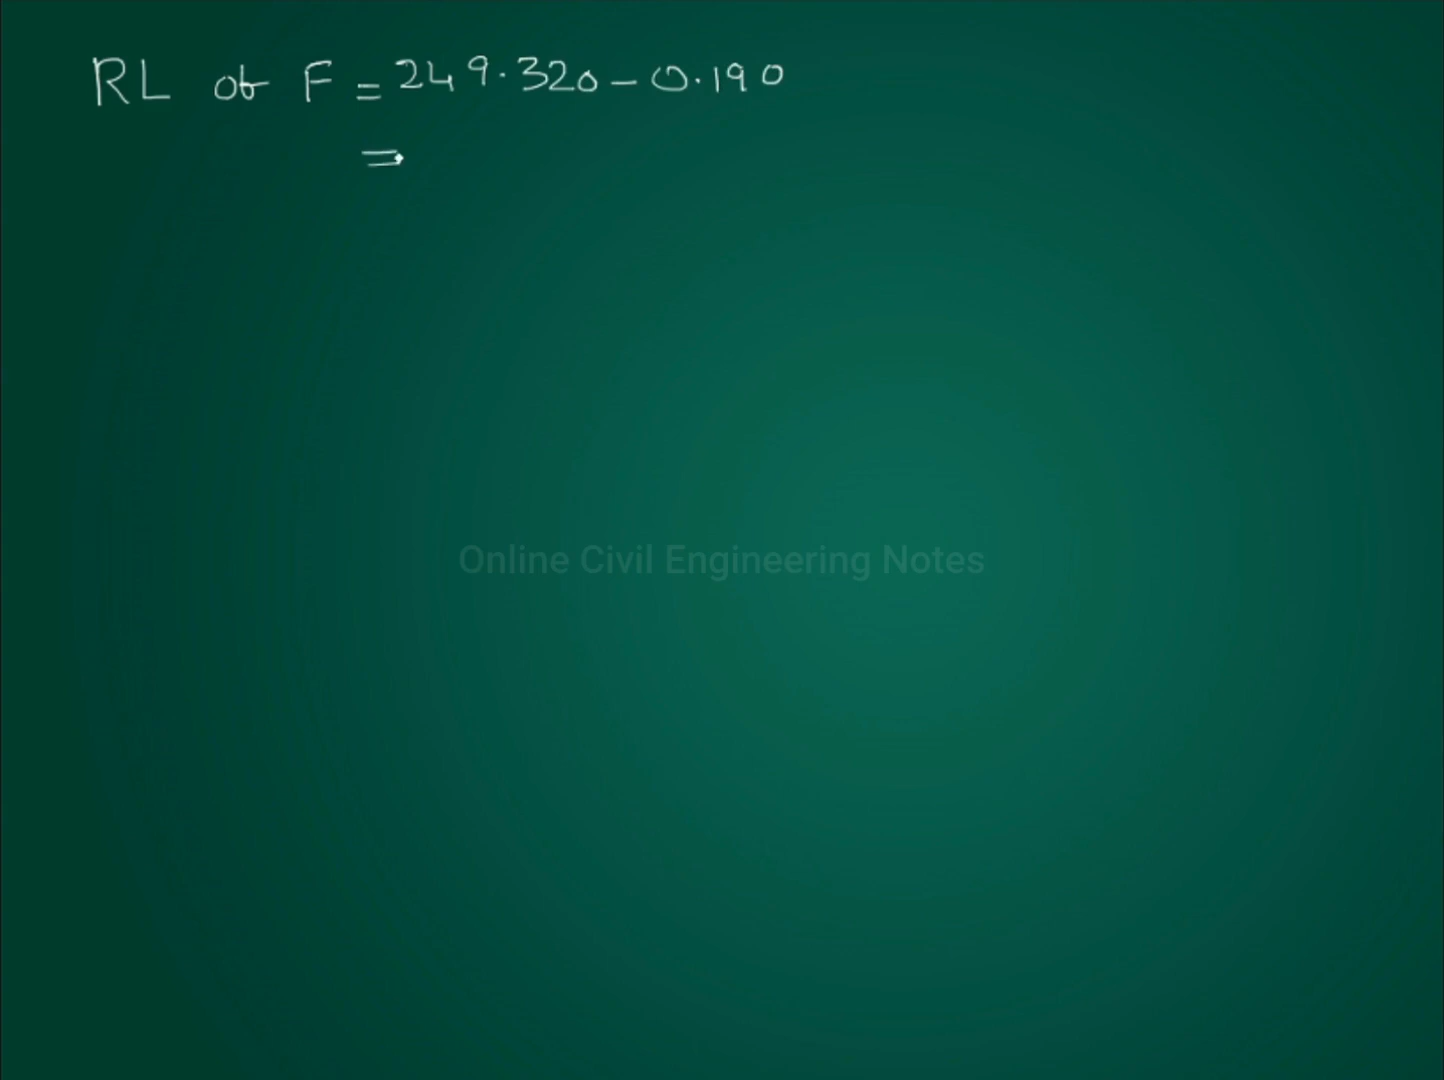 RL of F = 249.320 - 0.190
=
Online Civil Engineering Notes